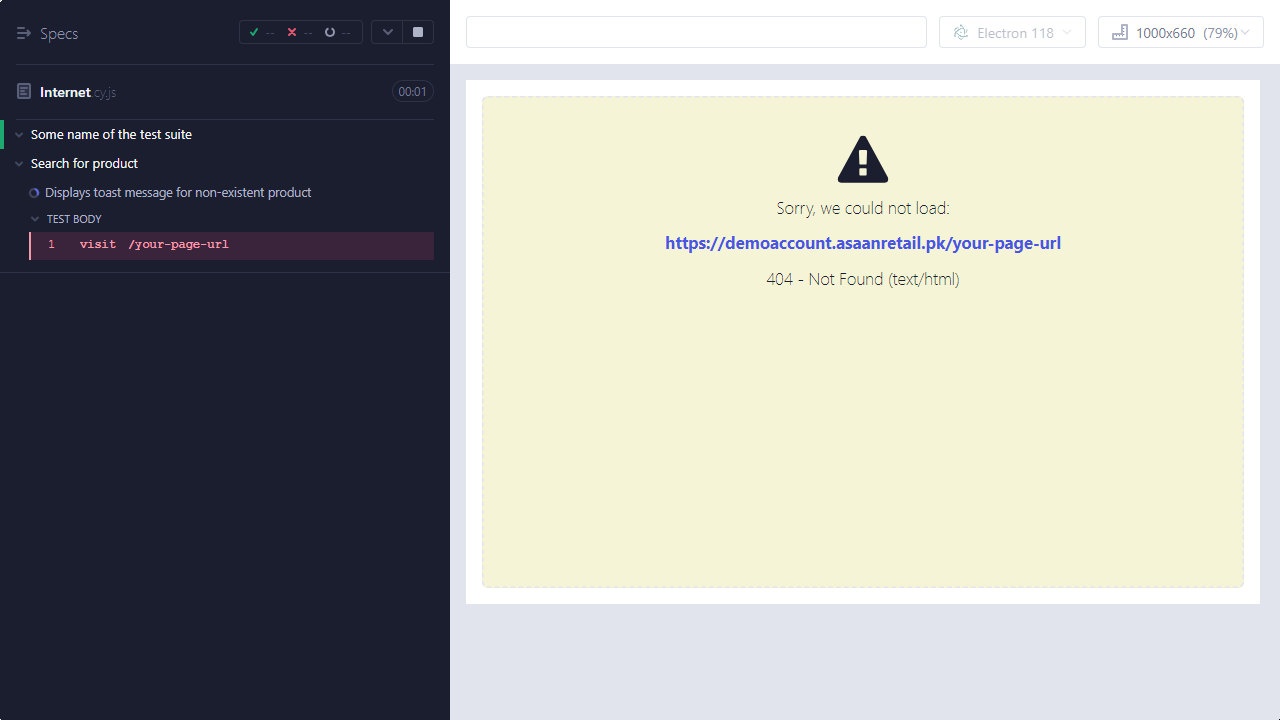 Specs
-- -- --
Internet.cy.js
00:01
Some name of the test suite
Search for product
Displays toast message for non-existent product
TEST BODY
1 visit /your-page-url
Electron 118
1000x660 (79%)
Sorry, we could not load:
https://demoaccount.asaanretail.pk/your-page-url
404 - Not Found (text/html)